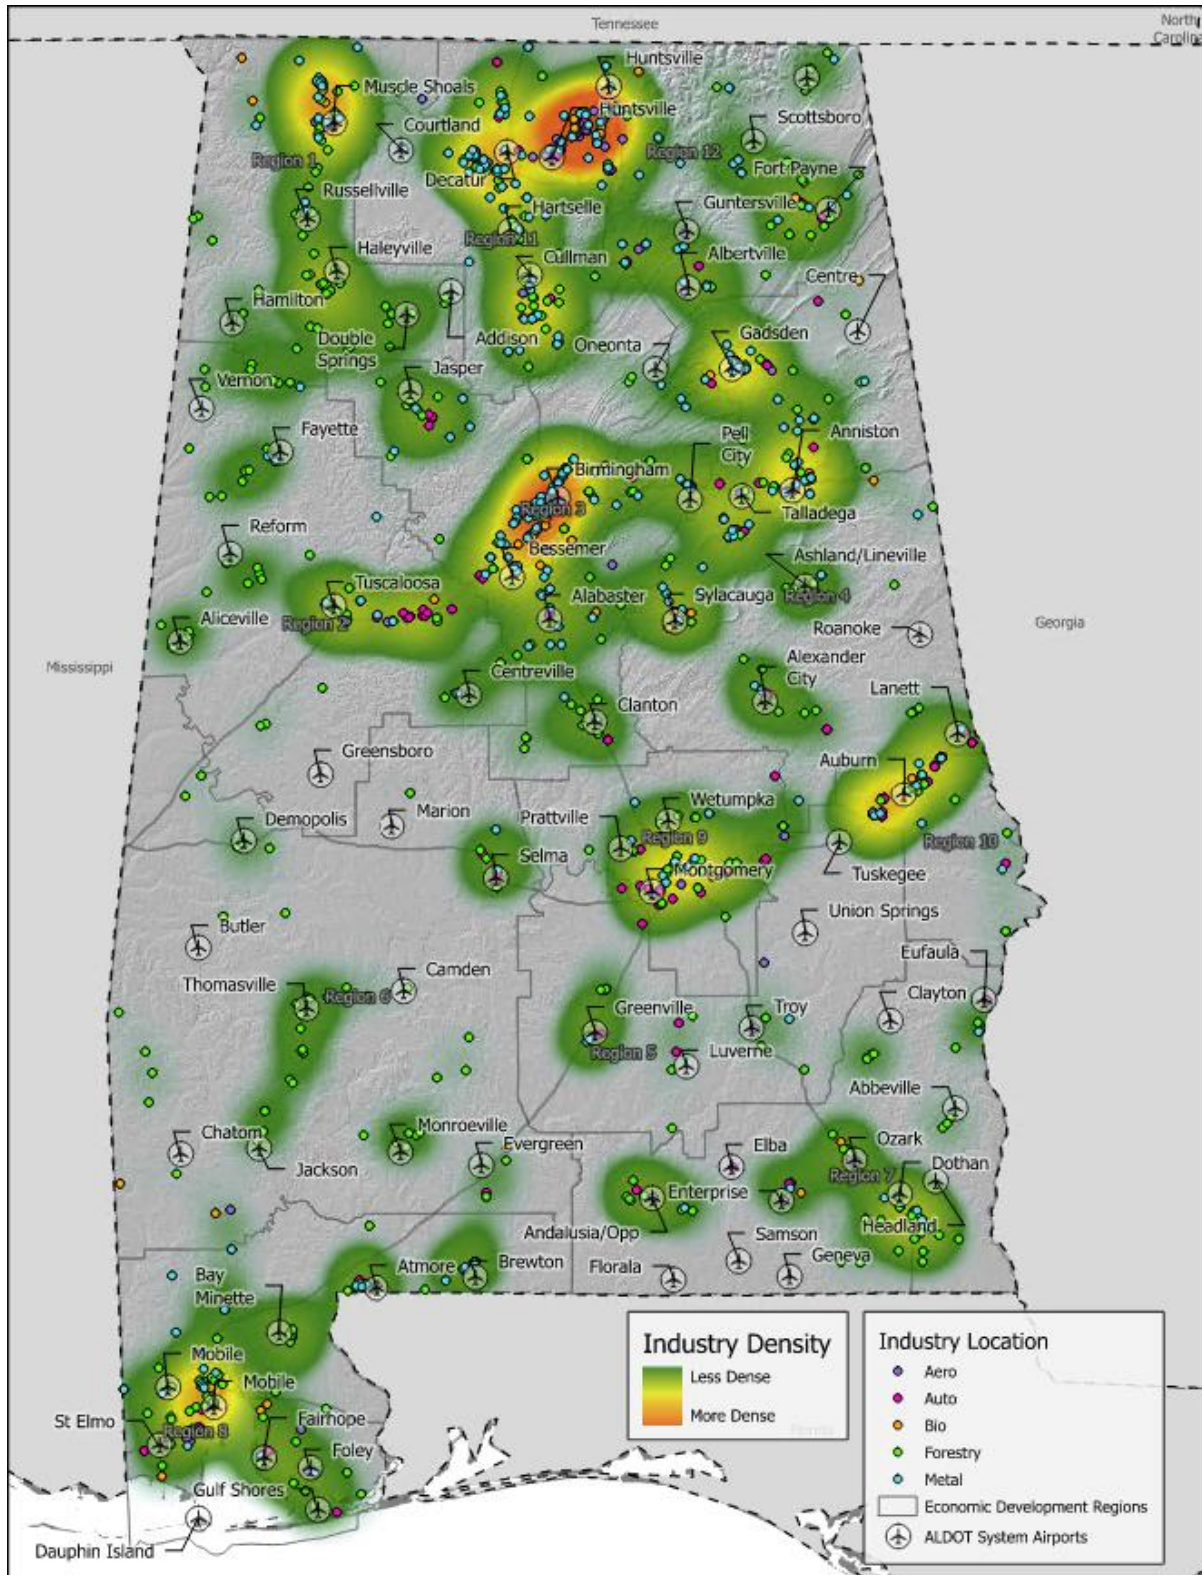 Tennessee
North
Carolina
Huntsville
Muscle Shoals
Huntsville
Scottsboro
Courtland
Region 1
Region 12
Fort Payne
Decatur
Russellville
Guntersville
Hartselle
Region 11
Haleyville
Cullman
Albertville
Centre
Hamilton
Double
Springs
Addison
Oneonta
Gadsden
Jasper
Vernon
Fayette
Pell
City
Anniston
Birmingham
Region 3
Talladega
Reform
Bessemer
Ashland/Lineville
Tuscaloosa
Alabaster
Sylacauga
Region 4
Region 2
Aliceville
Roanoke
Georgia
Mississippi
Centreville
Alexander
City
Lanett
Clanton
Greensboro
Auburn
Marion
Wetumpka
Prattville
Demopolis
Region 9
Region 10
Selma
Montgomery
Tuskegee
Union Springs
Butler
Eufaula
Camden
Thomasville
Region 6
Clayton
Greenville
Troy
Region 5
Luverne
Abbeville
Chatom
Monroeville
Evergreen
Elba
Ozark
Jackson
Region 7
Dothan
Enterprise
Andalusia/Opp
Headland
Samson
Atmore
Brewton
Florala
Geneva
Bay
Minette
Mobile
Mobile
St Elmo
Fairhope
Region 8
Foley
Gulf Shores
Dauphin Island
Florida
Industry Density
Less Dense
More Dense
Industry Location
Aero
Auto
Bio
Forestry
Metal
Economic Development Regions
ALDOT System Airports